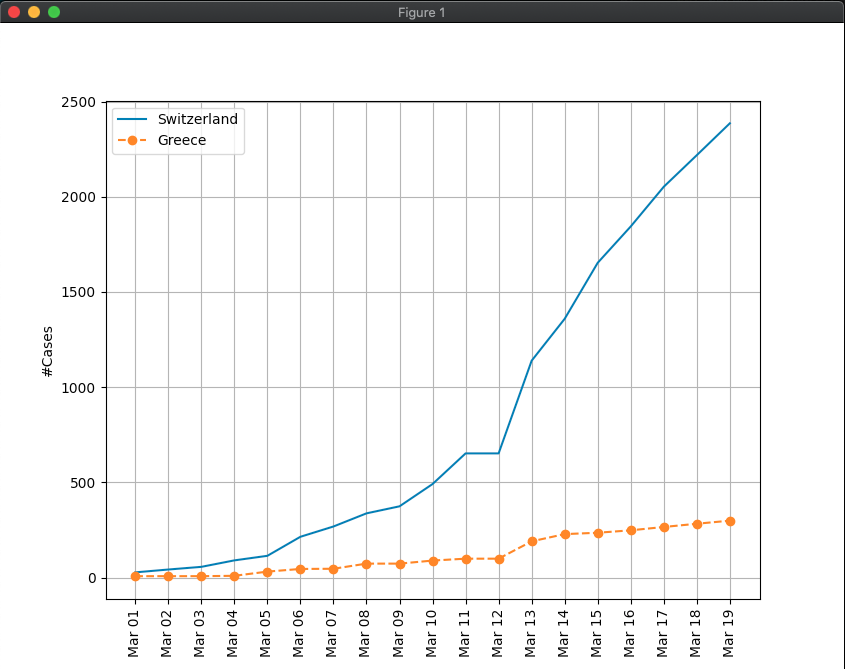 Figure 1
2500
Switzerland
Greece
2000
1500
#Cases
1000
500
0
Mar 01
Mar 02
Mar 03
Mar 04
Mar 05
Mar 06
Mar 07
Mar 08
Mar 09
Mar 10
Mar 11
Mar 12
Mar 13
Mar 14
Mar 15
Mar 16
Mar 17
Mar 18
Mar 19